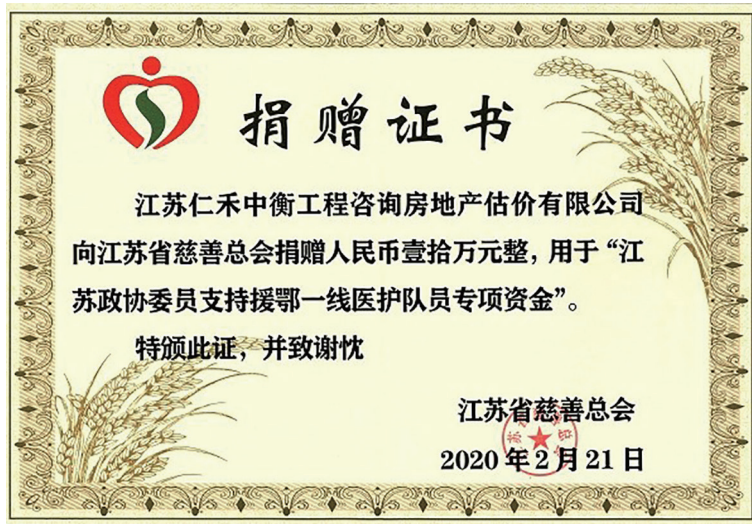 捐赠证书
江苏仁禾中衡工程咨询房地产估价有限公司
向江苏省慈善总会捐赠人民币壹拾万元整，用于“江
苏政协委员支持援鄂一线医护队员专项资金”。
特颁此证，并致谢忱
江苏省慈善总会
2020年2月21日